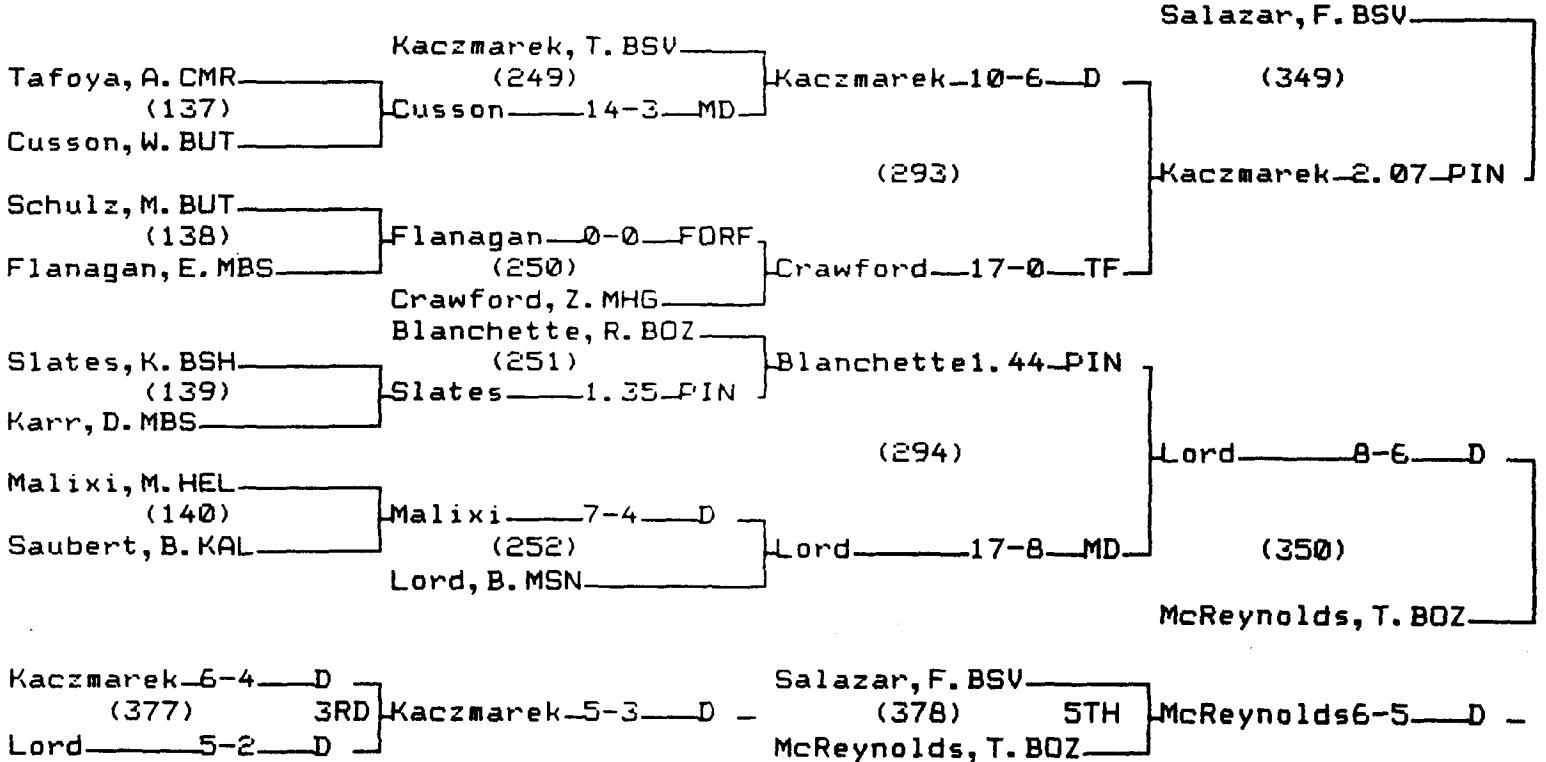 Salazar, F. BSV
Kaczmarek, T. BSV
Tafoya, A. CMR (249) Kaczmarek 10-6 D (349)
(137) Cusson 14-3 MD
Cusson, W. BUT
(293) Kaczmarek 2.07 PIN
Schulz, M. BUT
(138) Flanagan 0-0 FORF
Flanagan, E. MBS (250) Crawford 17-0 TF
Crawford, Z. MHG
Blanchette, R. BOZ
Slates, K. BSH (251) Blanchette 1.44 PIN
(139) Slates 1.35 PIN
Karr, D. MBS
(294) Lord 8-6 D
Malixi, M. HEL
(140) Malixi 7-4 D
Saubert, B. KAL (252) Lord 17-8 MD (350)
Lord, B. MSN
McReynolds, T. BOZ
Kaczmarek 6-4 D Salazar, F. BSV
(377) 3RD Kaczmarek 5-3 D (378) 5TH McReynolds 6-5 D
Lord 5-2 D McReynolds, T. BOZ